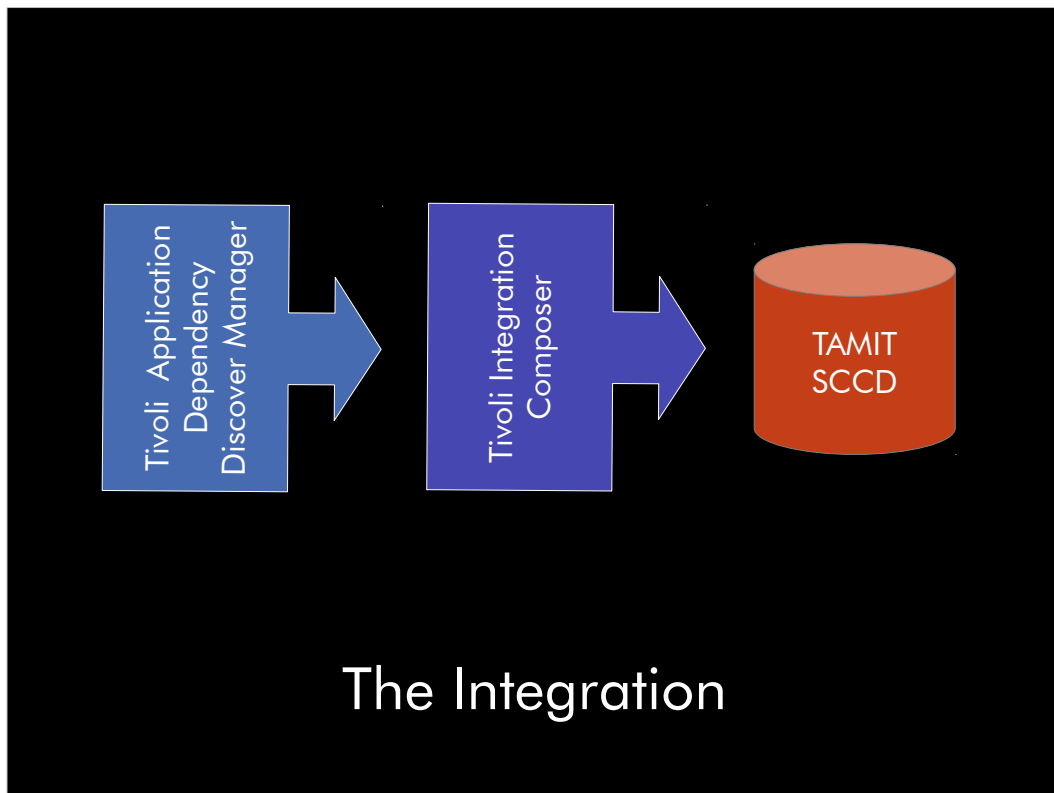 Tivoli Application
Dependency
Discover Manager
Tivoli Integration
Composer
TAMIT
SCCD
The Integration